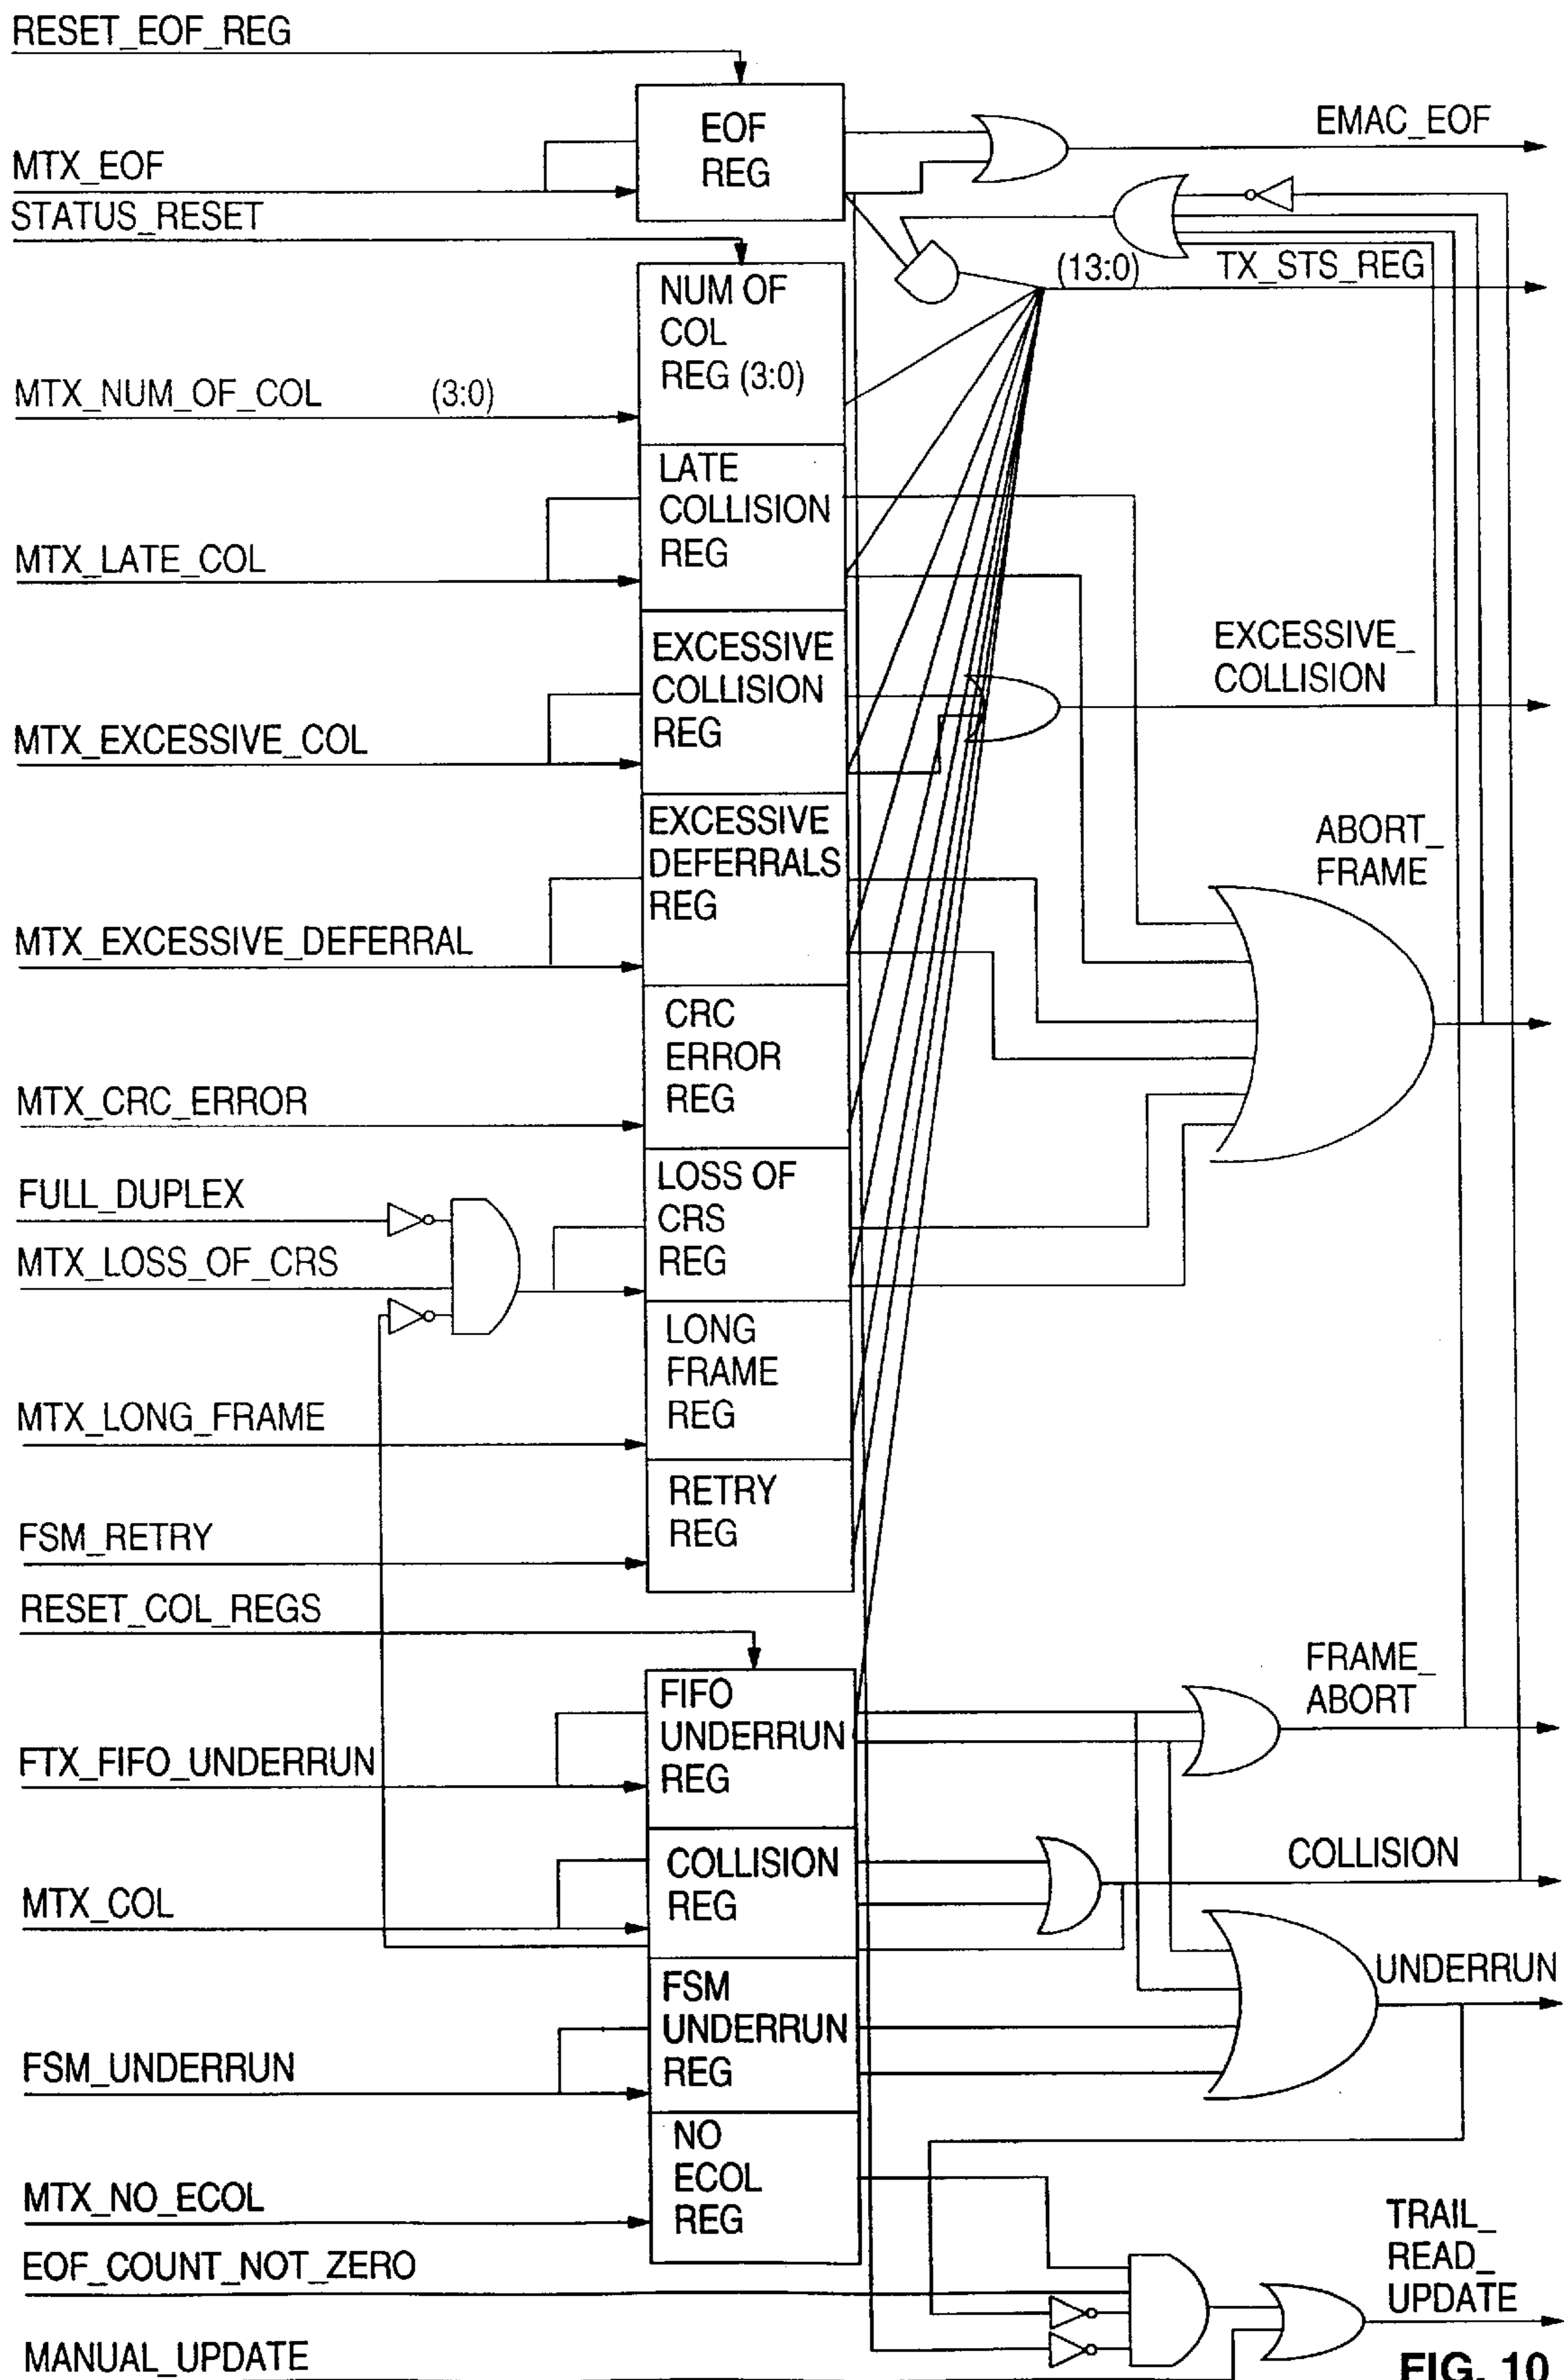 RESET_EOF_REG
EOF
REG
EMAC_EOF
MTX_EOF
STATUS_RESET
NUM OF
COL
REG (3:0)
(13:0)
TX_STS_REG
MTX_NUM_OF_COL (3:0)
LATE
COLLISION
REG
MTX_LATE_COL
EXCESSIVE
COLLISION
REG
EXCESSIVE_
COLLISION
MTX_EXCESSIVE_COL
EXCESSIVE
DEFERRALS
REG
ABORT_
FRAME
MTX_EXCESSIVE_DEFERRAL
CRC
ERROR
REG
MTX_CRC_ERROR
FULL_DUPLEX
LOSS OF
CRS
REG
MTX_LOSS_OF_CRS
LONG
FRAME
REG
MTX_LONG_FRAME
RETRY
REG
FSM_RETRY
RESET_COL_REGS
FIFO
UNDERRUN
REG
FRAME_
ABORT
FTX_FIFO_UNDERRUN
COLLISION
REG
COLLISION
MTX_COL
FSM
UNDERRUN
REG
UNDERRUN
FSM_UNDERRUN
NO
ECOL
REG
MTX_NO_ECOL
EOF_COUNT_NOT_ZERO
TRAIL_
READ_
UPDATE
MANUAL_UPDATE
FIG. 10